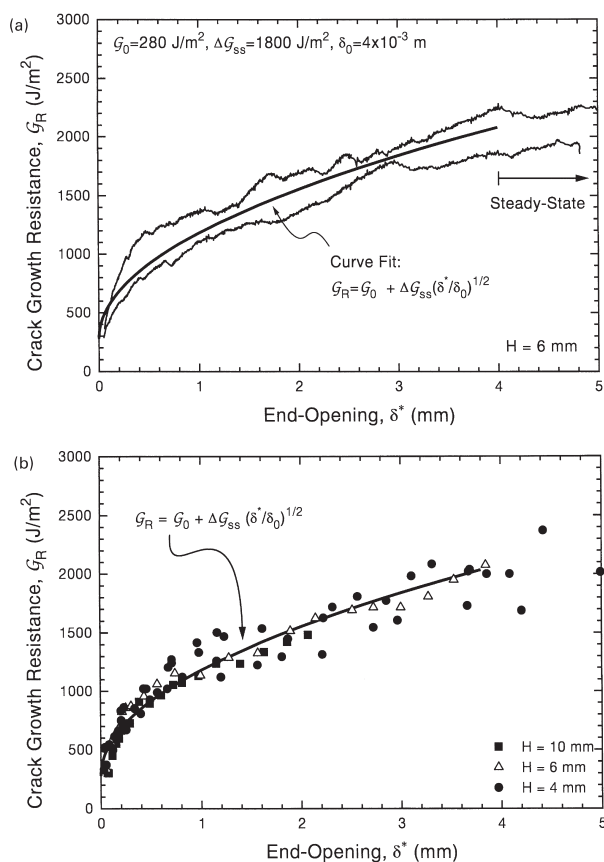 (a)
3000
2500
2000
1500
1000
500
0
Crack Growth Resistance, 𝒢R (J/m²)
𝒢0=280 J/m², Δ𝒢ss=1800 J/m², δ0=4x10⁻³ m
Steady-State
Curve Fit:
𝒢R=𝒢0 + Δ𝒢ss(δ*/δ0)1/2
H = 6 mm
0 1 2 3 4 5
End-Opening, δ* (mm)
(b)
3000
2500
2000
1500
1000
500
0
Crack Growth Resistance, 𝒢R (J/m²)
𝒢R = 𝒢0 + Δ𝒢ss (δ*/δ0)1/2
H = 10 mm
H = 6 mm
H = 4 mm
0 1 2 3 4 5
End-Opening, δ* (mm)